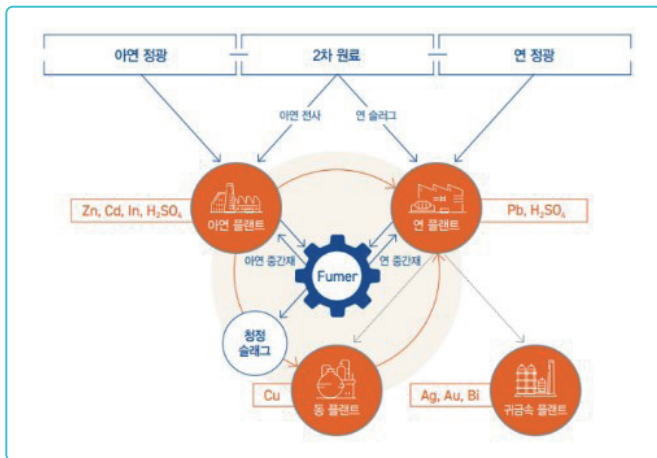 아연 정광
2차 원료
연 정광
아연 전사
연 슬러그
Zn, Cd, In, H₂SO₄
아연 플랜트
연 플랜트
Pb, H₂SO₄
아연 중간재
Fumer
연 중간재
청정
슬래그
Cu
동 플랜트
Ag, Au, Bi
귀금속 플랜트